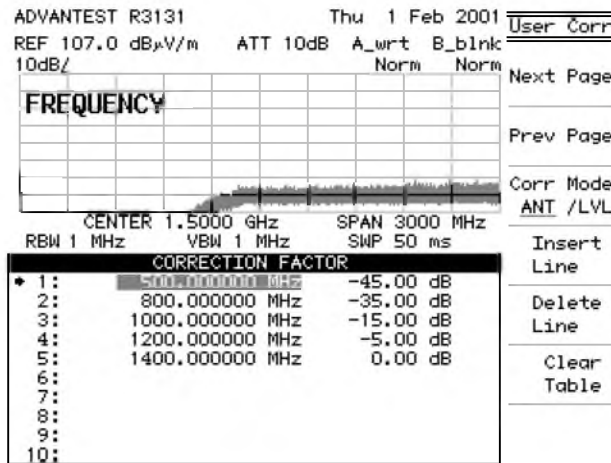 ADVANTEST R3131 Thu 1 Feb 2001
REF 107.0 dBμV/m ATT 10dB A_wrt B_blnk
10dB/ Norm Norm
FREQUENCY
CENTER 1.5000 GHz SPAN 3000 MHz
RBW 1 MHz VBW 1 MHz SWP 50 ms
CORRECTION FACTOR
1: 500.000000 MHz -45.00 dB
2: 800.000000 MHz -35.00 dB
3: 1000.000000 MHz -15.00 dB
4: 1200.000000 MHz -5.00 dB
5: 1400.000000 MHz 0.00 dB
6:
7:
8:
9:
10:
User Corr
Next Page
Prev Page
Corr Mode
ANT /LVL
Insert
Line
Delete
Line
Clear
Table